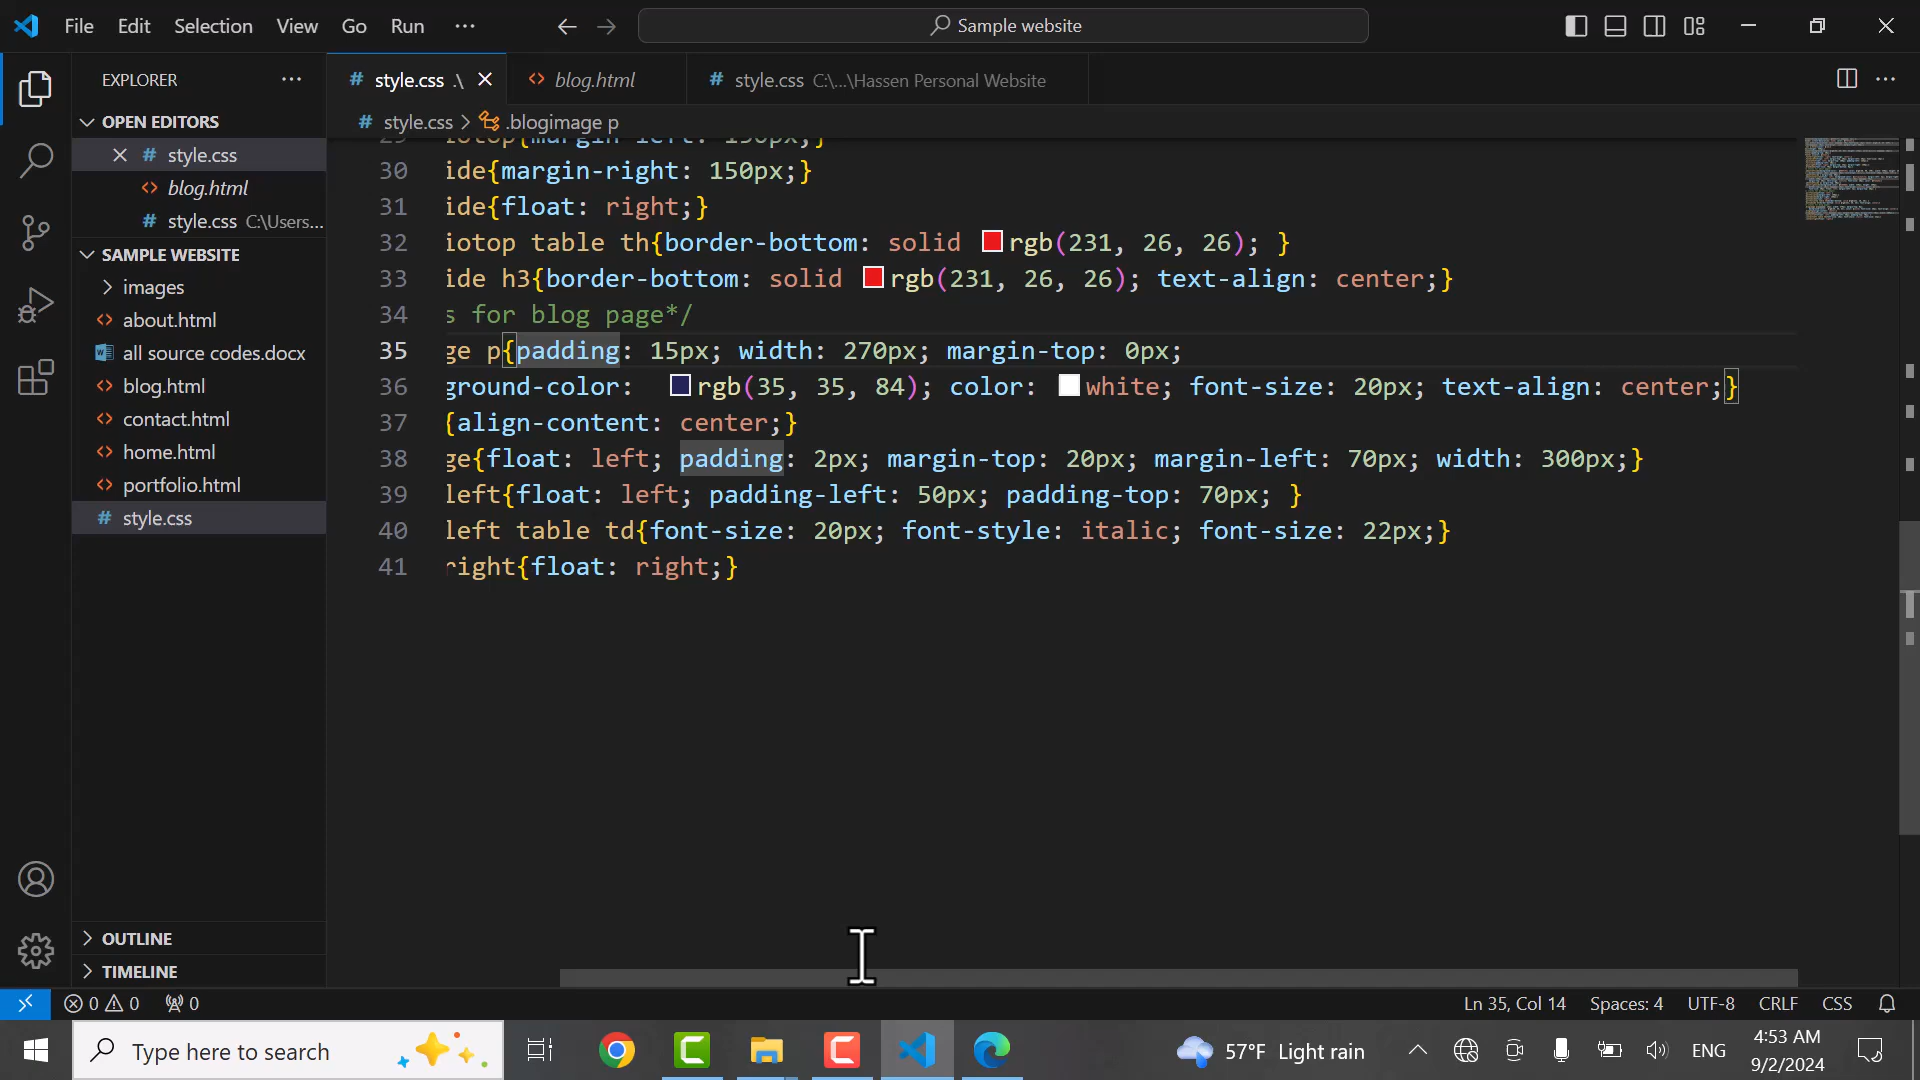 File Edit Selection View Go Run ···
Sample website
EXPLORER ···
# style.css .\ ×
<> blog.html
# style.css C:\...\Hassen Personal Website
# style.css > .blogimage p
OPEN EDITORS
× # style.css
<> blog.html
# style.css C:\Users...
SAMPLE WEBSITE
> images
<> about.html
all source codes.docx
<> blog.html
<> contact.html
<> home.html
<> portfolio.html
# style.css
OUTLINE
TIMELINE
30 ide{margin-right: 150px;}
31 ide{float: right;}
32 iotop table th{border-bottom: solid rgb(231, 26, 26); }
33 ide h3{border-bottom: solid rgb(231, 26, 26); text-align: center;}
34 s for blog page*/
35 ge p{padding: 15px; width: 270px; margin-top: 0px;
36 ground-color: rgb(35, 35, 84); color: white; font-size: 20px; text-align: center;}
37 {align-content: center;}
38 ge{float: left; padding: 2px; margin-top: 20px; margin-left: 70px; width: 300px;}
39 left{float: left; padding-left: 50px; padding-top: 70px; }
40 left table td{font-size: 20px; font-style: italic; font-size: 22px;}
41 right{float: right;}
0 0 0
Ln 35, Col 14 Spaces: 4 UTF-8 CRLF CSS
Type here to search
57°F Light rain
ENG
4:53 AM
9/2/2024